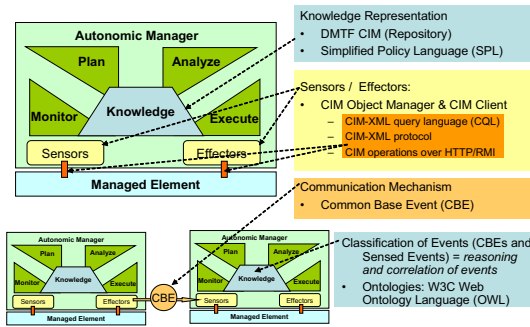 Autonomic Manager
Plan
Analyze
Monitor
Knowledge
Execute
Sensors
Effectors
Managed Element
Knowledge Representation
• DMTF CIM (Repository)
• Simplified Policy Language (SPL)
Sensors / Effectors:
• CIM Object Manager & CIM Client
– CIM-XML query language (CQL)
– CIM-XML protocol
– CIM operations over HTTP/RMI
Communication Mechanism
• Common Base Event (CBE)
Classification of Events (CBEs and
Sensed Events) = reasoning
and correlation of events
• Ontologies: W3C Web
Ontology Language (OWL)
Autonomic Manager
Plan
Analyze
Monitor
Knowledge
Execute
Sensors
Effectors
Managed Element
CBE
Autonomic Manager
Plan
Analyze
Monitor
Knowledge
Execute
Sensors
Effectors
Managed Element